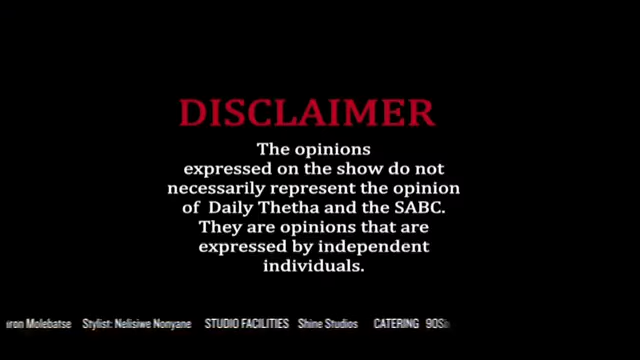 DISCLAIMER
The opinions
expressed on the show do not
necessarily represent the opinion
of Daily Thetha and the SABC.
They are opinions that are
expressed by independent
individuals.
Molebatse Stylist: Nelisiwe Nonyane STUDIO FACILITIES Shine Studios CATERING